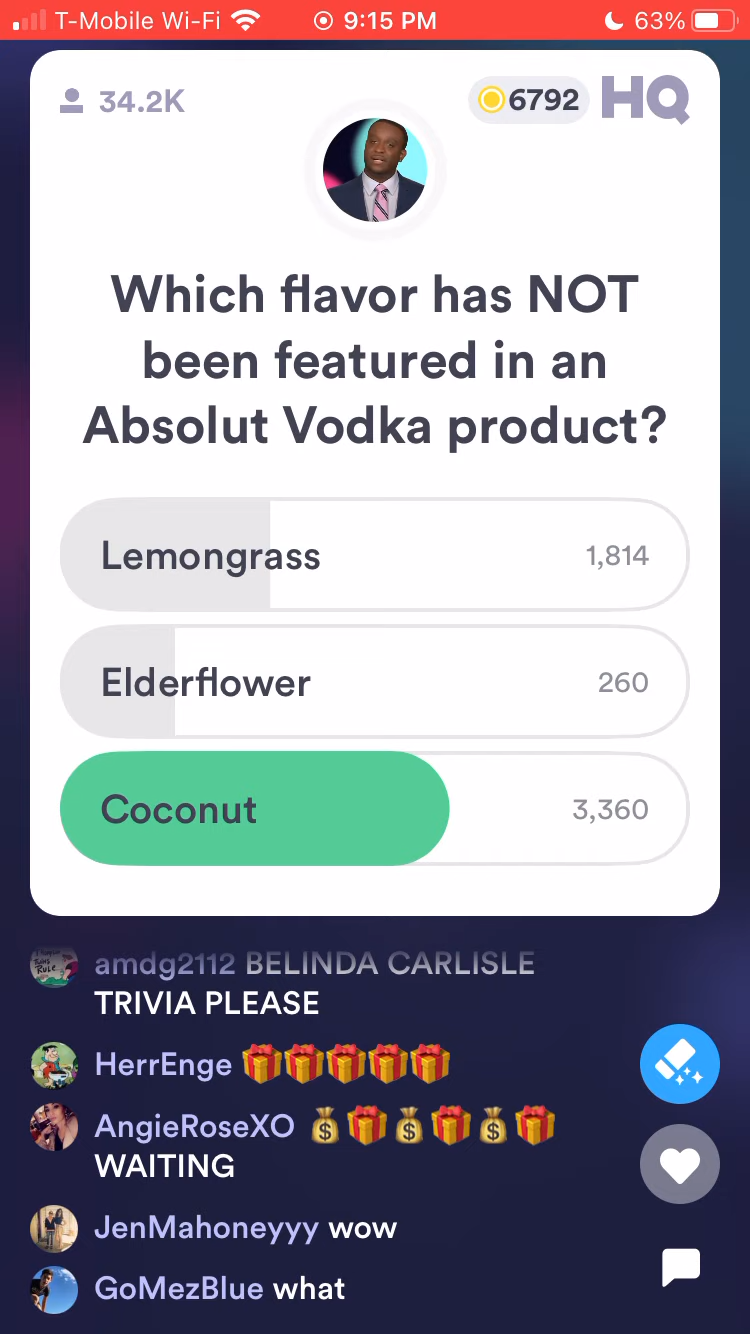 T-Mobile Wi-Fi 9:15 PM 63%
34.2K 6792 HQ
Which flavor has NOT
been featured in an
Absolut Vodka product?
Lemongrass 1,814
Elderflower 260
Coconut 3,360
amdg2112 BELINDA CARLISLE
TRIVIA PLEASE
HerrEnge 🎁🎁🎁🎁🎁
AngieRoseXO 💰🎁💰🎁💰🎁
WAITING
JenMahoneyyy wow
GoMezBlue what